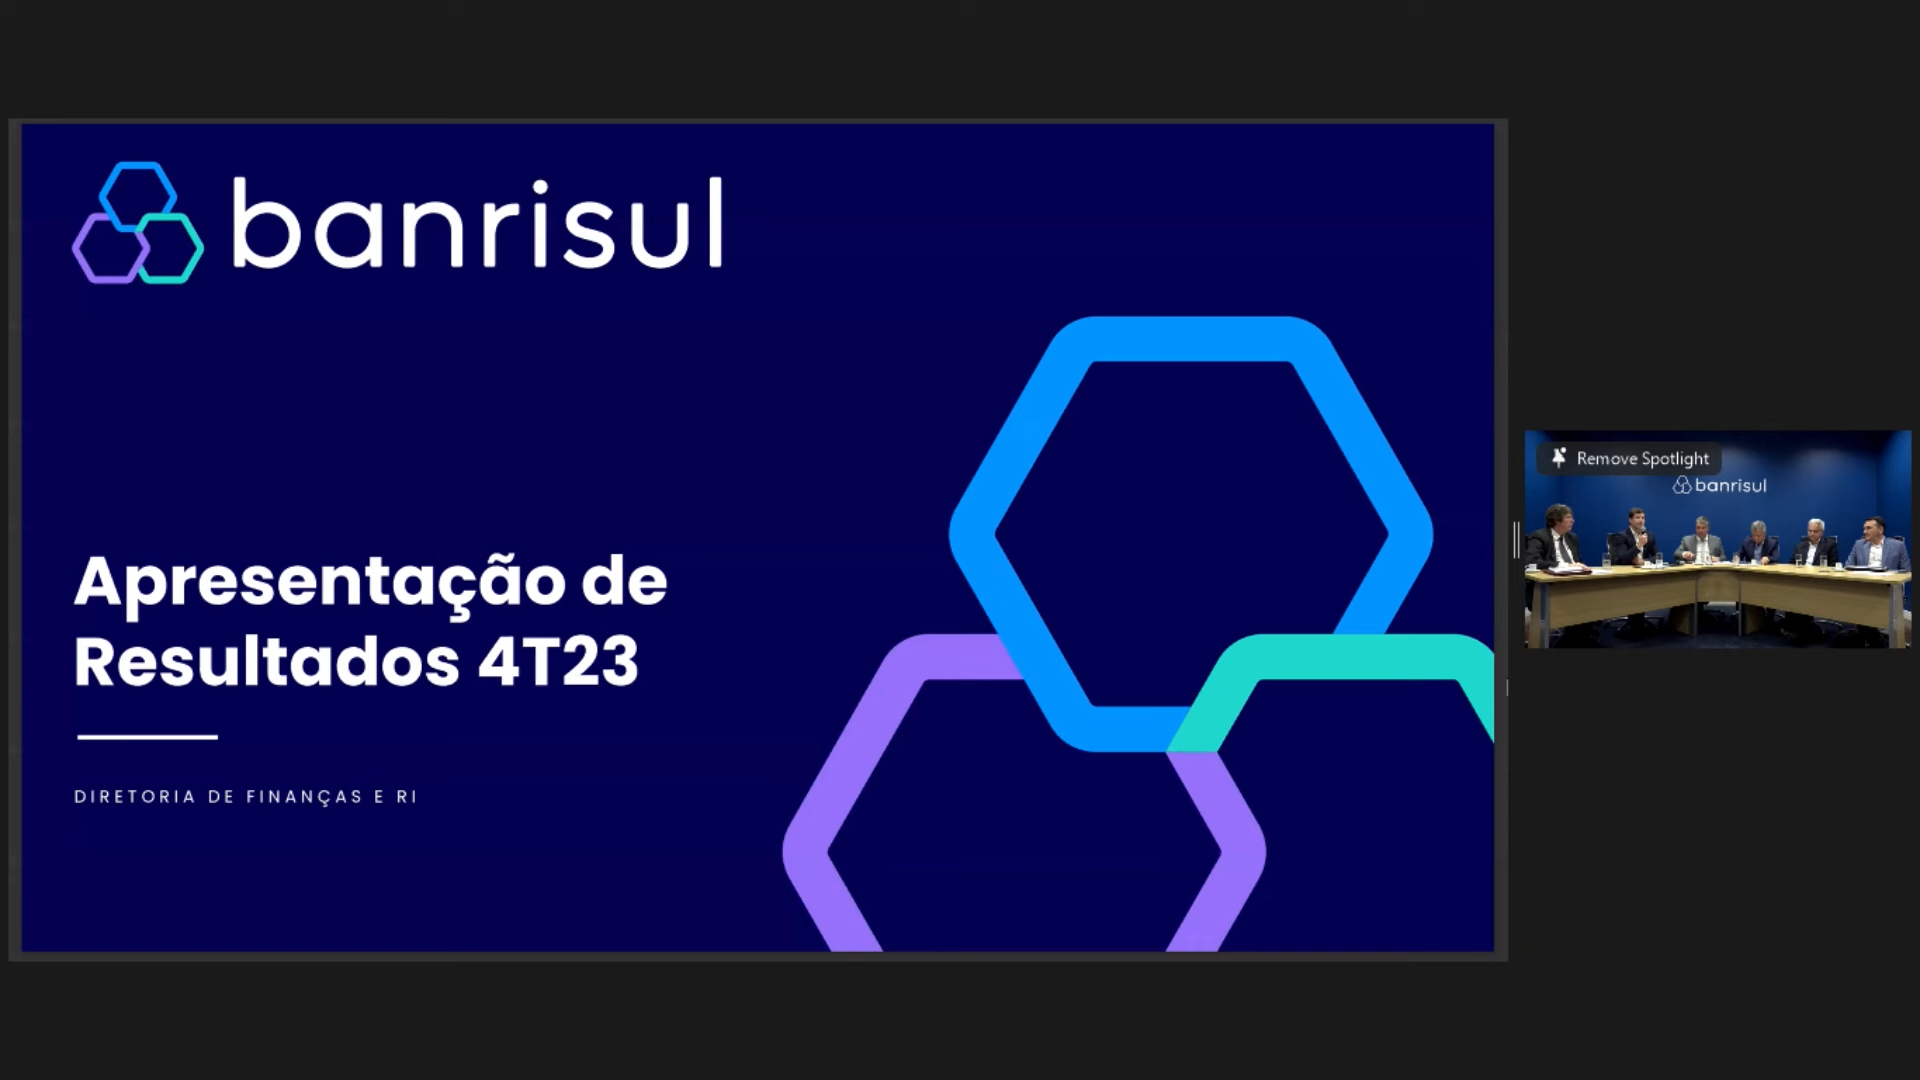 banrisul
Apresentação de
Resultados 4T23
DIRETORIA DE FINANÇAS E RI
Remove Spotlight
banrisul